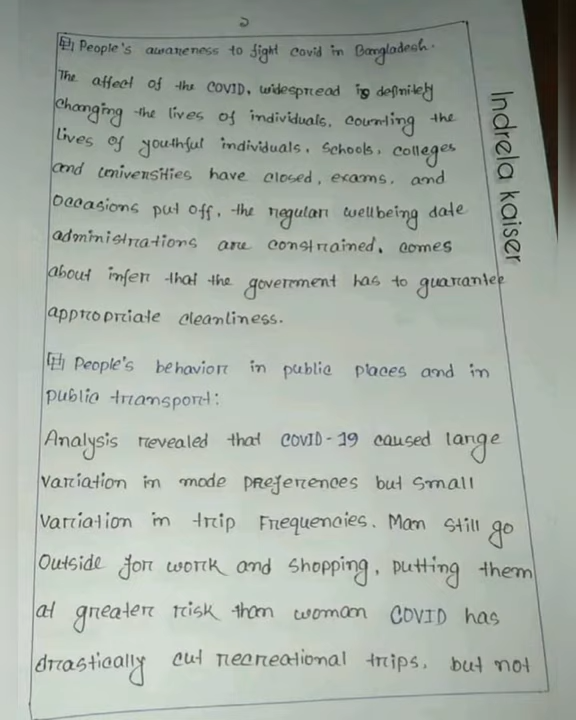 ২
People's awareness to fight covid in Bangladesh.
The affect of the COVID, widespread is definitely
changing the lives of individuals, counting the
lives of youthful individuals. Schools, colleges
and universities have closed, exams, and
occasions put off, the regular wellbeing date
administrations are constrained, comes
about infer that the goverment has to guarantee
appropriate cleanliness.
People's behavior in public places and in
public transport:
Analysis revealed that COVID-19 caused large
variation in mode preferences but small
variation in trip Frequencies. Man still go
outside for work and shopping, putting them
at greater risk than woman COVID has
drastically cut recreational trips, but not
Indrela kaiser